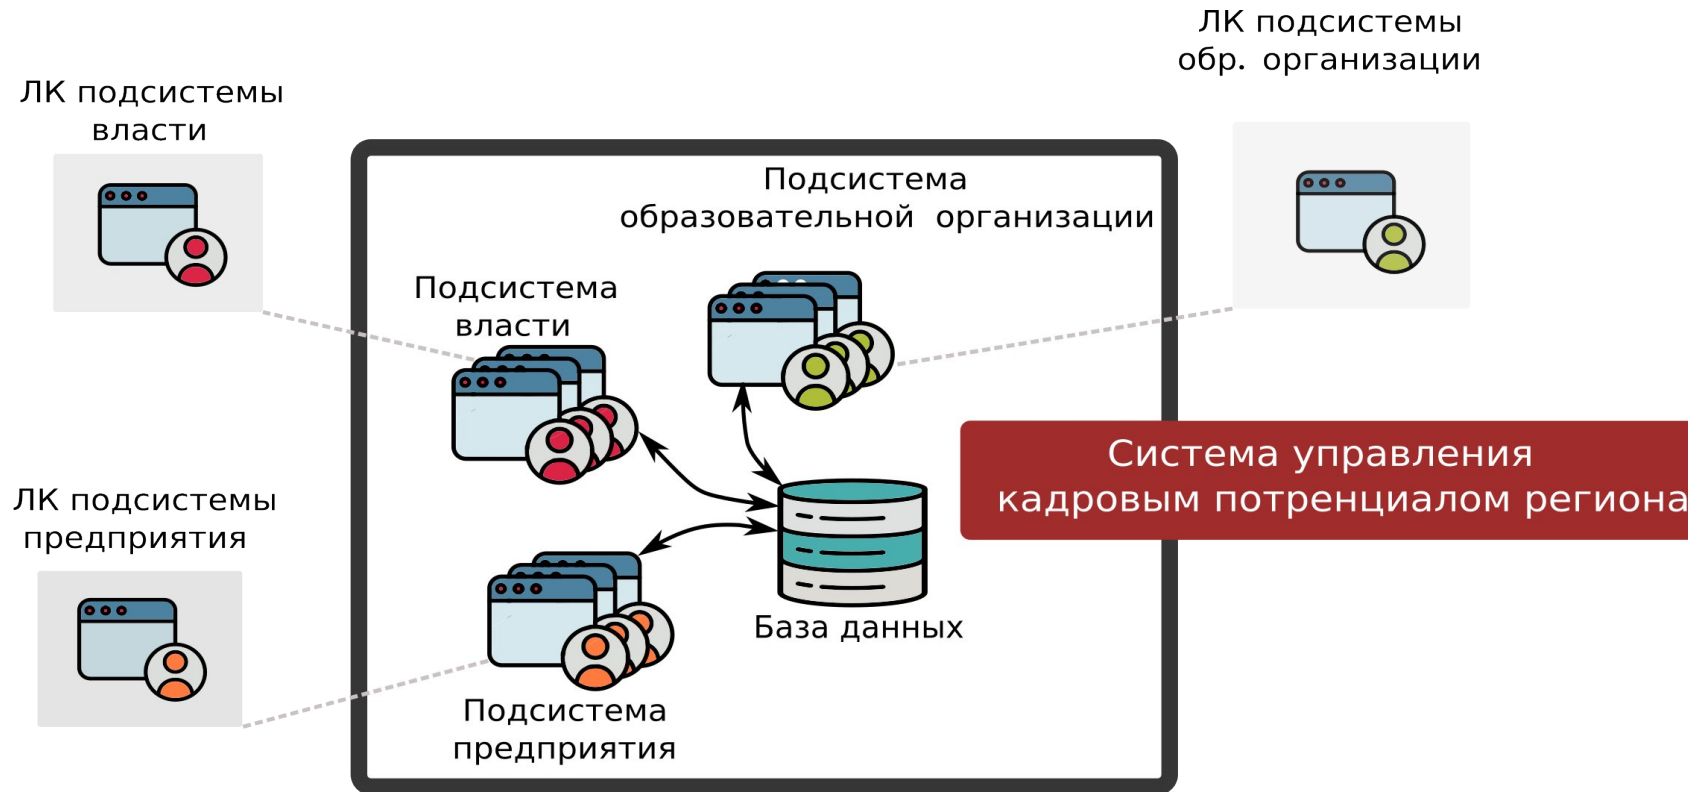 ЛК подсистемы
обр. организации
ЛК подсистемы
власти
Подсистема
образовательной организации
Подсистема
власти
Система управления
кадровым потренциалом региона
ЛК подсистемы
предприятия
База данных
Подсистема
предприятия